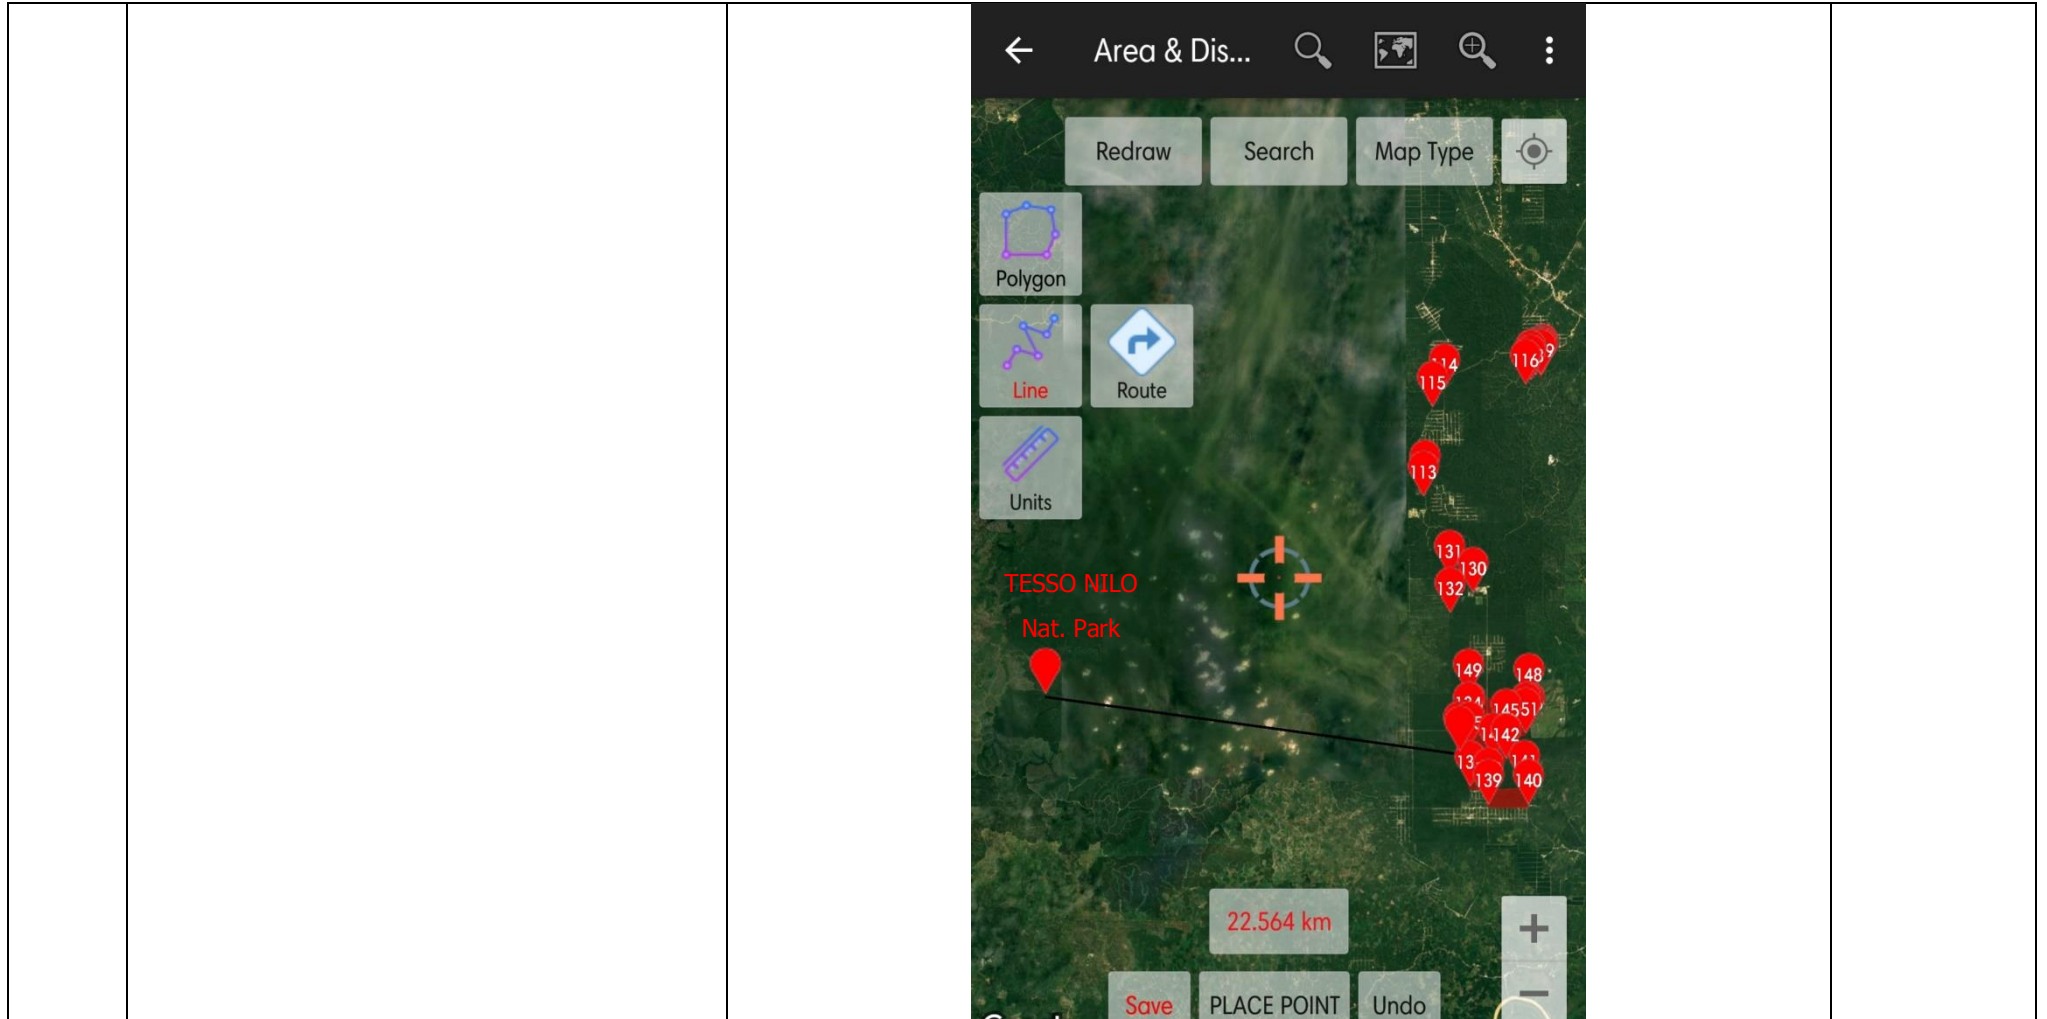 Area & Dis...
Redraw
Search
Map Type
Polygon
Line
Route
Units
116
115
113
131
130
132
TESSO NILO
Nat. Park
149
148
145
142
139
140
22.564 km
Save
PLACE POINT
Undo